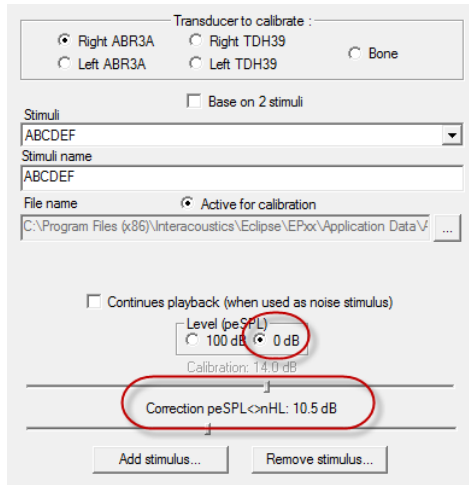 Transducer to calibrate :
Right ABR3A Right TDH39
Bone
Left ABR3A Left TDH39
Base on 2 stimuli
Stimuli
ABCDEF
Stimuli name
ABCDEF
File name Active for calibration
C:\Program Files (x86)\Interacoustics\Eclipse\EPxx\Application Data\ ...
Continues playback (when used as noise stimulus)
Level (peSPL)
100 dB 0 dB
Calibration: 14.0 dB
Correction peSPL<>nHL: 10.5 dB
Add stimulus... Remove stimulus...